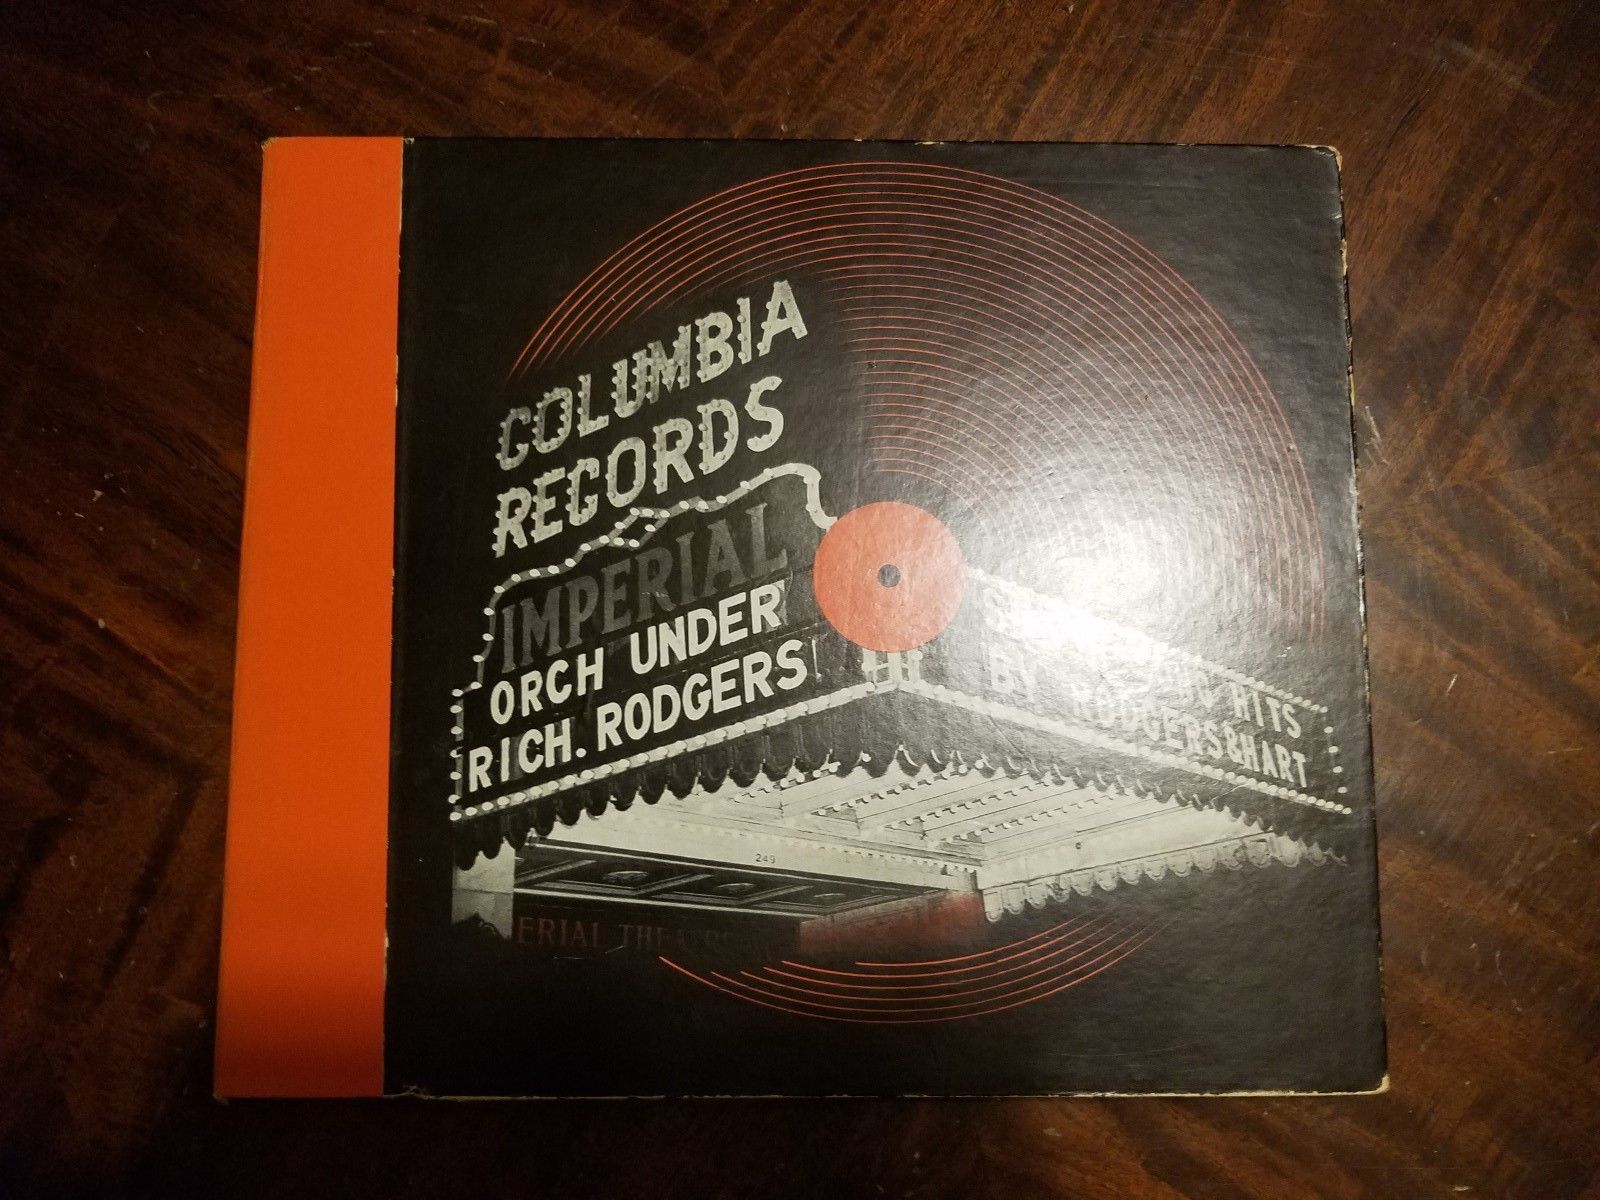 COLUMBIA
RECORDS
IMPERIAL
ORCH UNDER
RICH. RODGERS
HITS
BY RODGERS&HART
249
ERIAL THEATRE